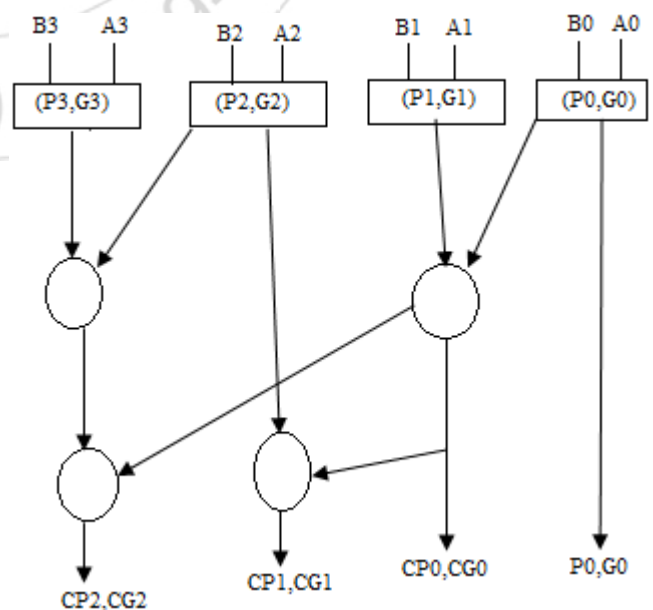 B3 A3 B2 A2 B1 A1 B0 A0
(P3,G3) (P2,G2) (P1,G1) (P0,G0)
CP2,CG2 CP1,CG1 CP0,CG0 P0,G0